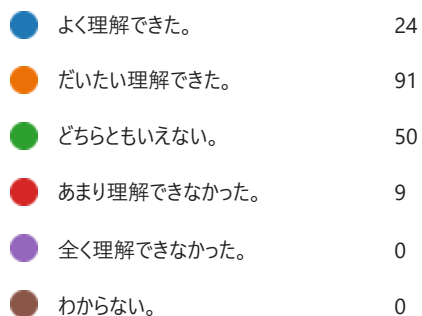 よく理解できた。 24
だいたい理解できた。 91
どちらともいえない。 50
あまり理解できなかった。 9
全く理解できなかった。 0
わからない。 0